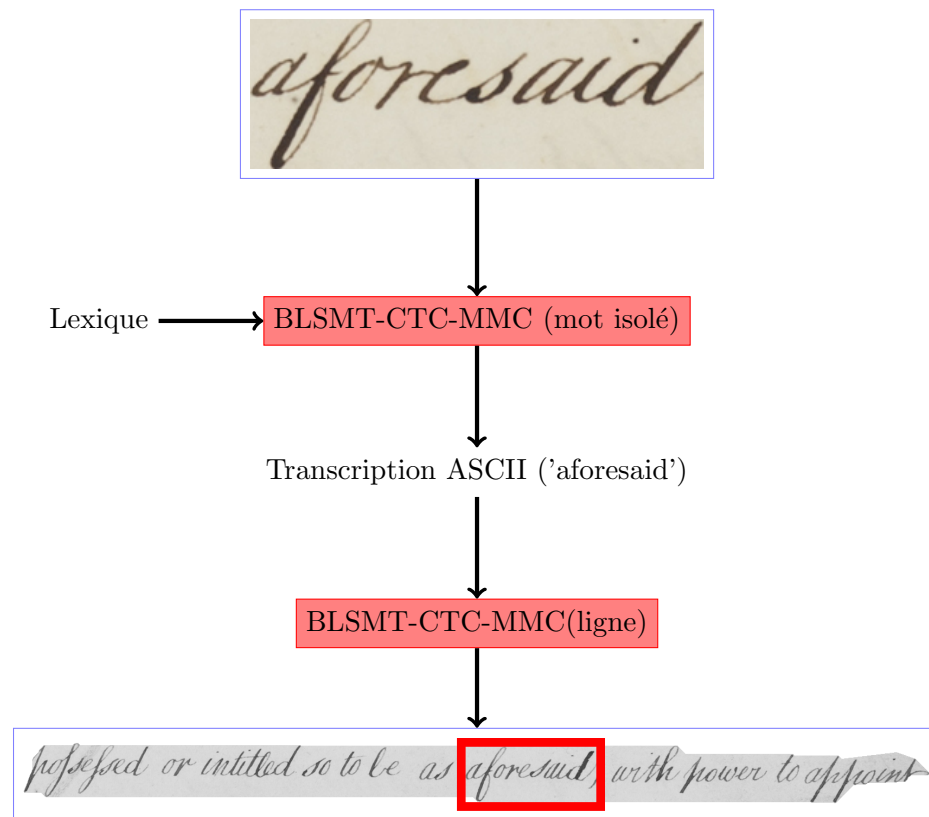 aforesaid
Lexique
BLSMT-CTC-MMC (mot isolé)
Transcription ASCII ('aforesaid')
BLSMT-CTC-MMC(ligne)
poſseſsed or intitled so to be as aforesaid, with power to appoint